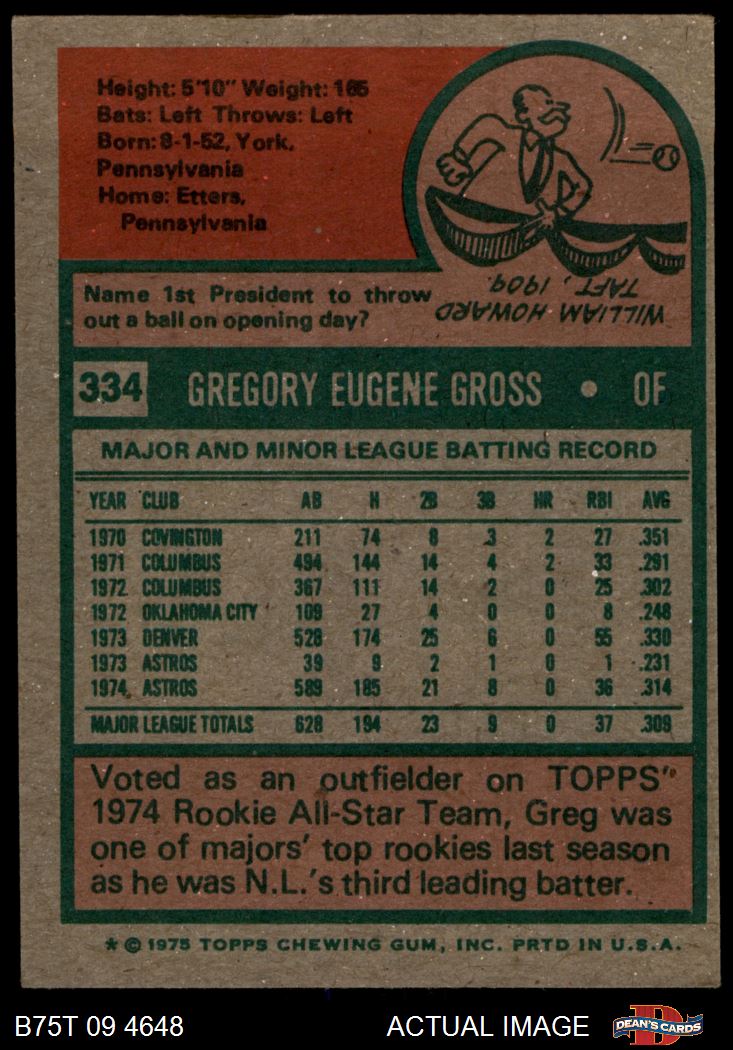 Height: 5'10" Weight: 165
Bats: Left Throws: Left
Born: 8-1-52, York,
Pennsylvania
Home: Etters,
Pennsylvania
Name 1st President to throw
out a ball on opening day?
WILLIAM HOWARD
TAFT, 1909.
334 GREGORY EUGENE GROSS • OF
MAJOR AND MINOR LEAGUE BATTING RECORD
YEAR CLUB AB H 2B 3B HR RBI AVG
1970 COVINGTON 211 74 8 3 2 27 .351
1971 COLUMBUS 494 144 14 4 2 33 .291
1972 COLUMBUS 367 111 14 2 0 25 .302
1972 OKLAHOMA CITY 109 27 4 0 0 8 .248
1973 DENVER 528 174 25 6 0 55 .330
1973 ASTROS 39 9 2 1 0 1 .231
1974 ASTROS 589 185 21 8 0 36 .314
MAJOR LEAGUE TOTALS 628 194 23 9 0 37 .309
Voted as an outfielder on TOPPS'
1974 Rookie All-Star Team, Greg was
one of majors' top rookies last season
as he was N.L.'s third leading batter.
* © 1975 TOPPS CHEWING GUM, INC. PRTD IN U.S.A.
B75T 09 4648 ACTUAL IMAGE DEAN'S CARDS